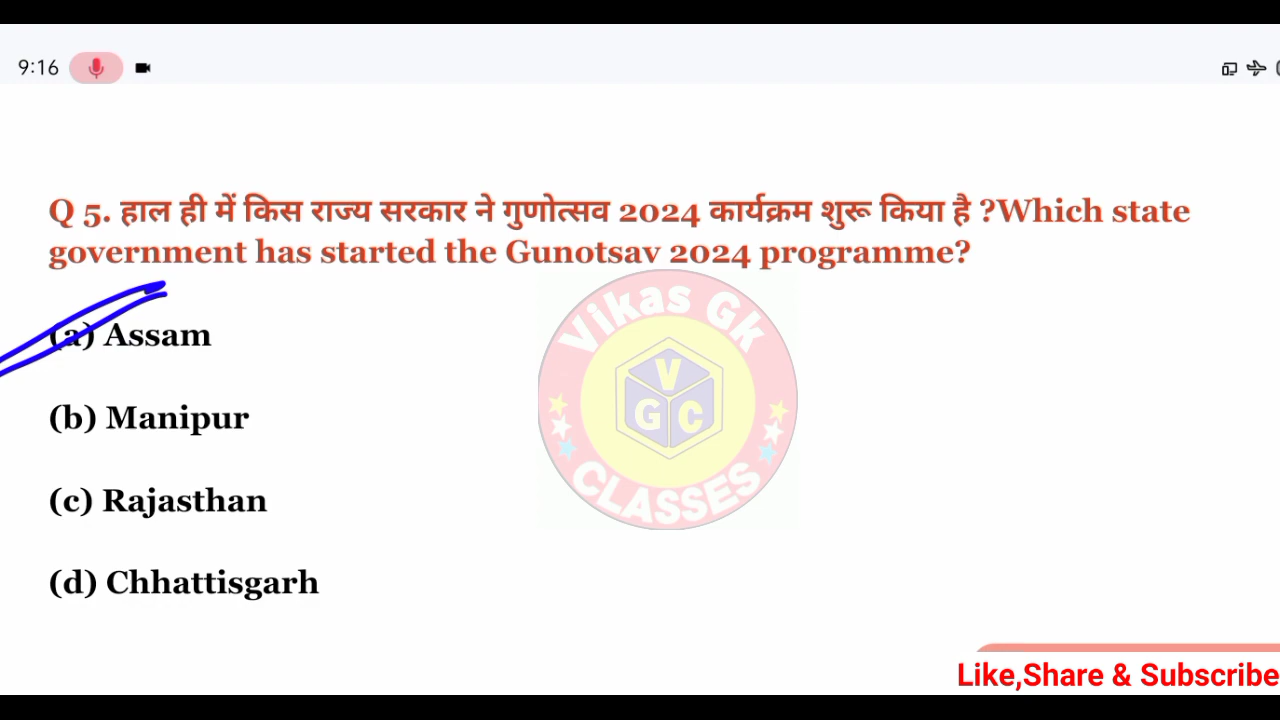 9:16
Q 5. हाल ही में किस राज्य सरकार ने गुणोत्सव 2024 कार्यक्रम शुरू किया है ?Which state
government has started the Gunotsav 2024 programme?
(a) Assam
(b) Manipur
(c) Rajasthan
(d) Chhattisgarh
Vikas Gk
V
G C
CLASSES
Like,Share & Subscribe